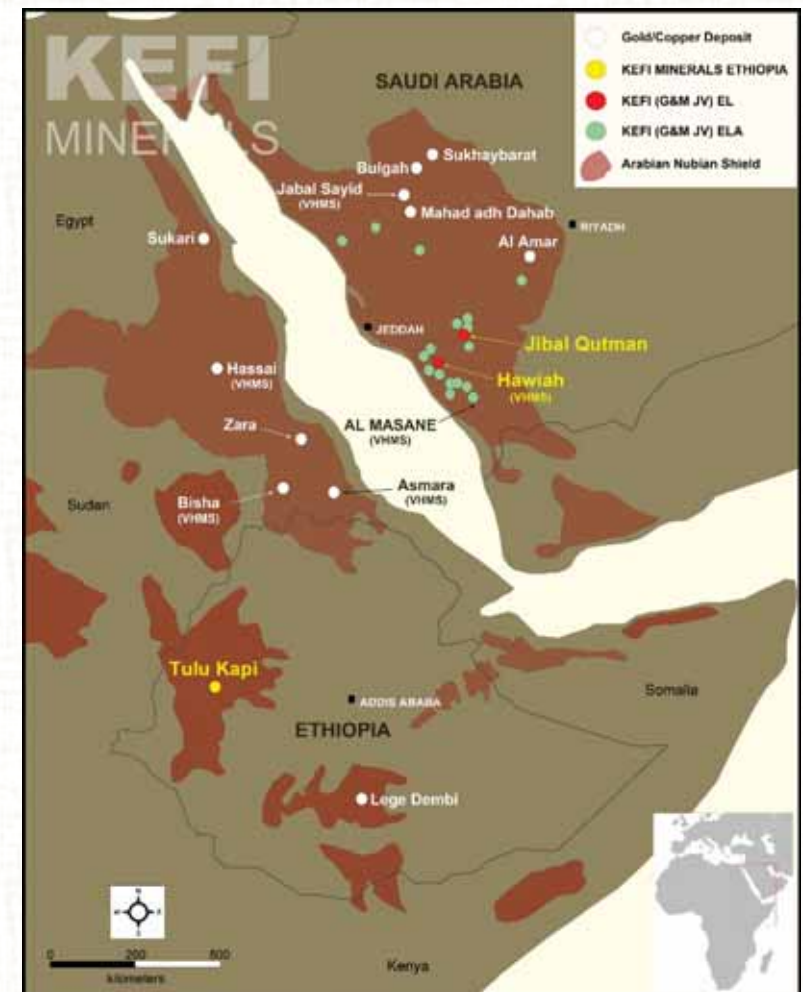 KEFI
MINERALS
Gold/Copper Deposit
KEFI MINERALS ETHIOPIA
KEFI (G&M JV) EL
KEFI (G&M JV) ELA
Arabian Nubian Shield
SAUDI ARABIA
Sukhaybarat
Bulgah
Jabal Sayid
(VHMS)
Mahad adh Dahab
Egypt
RIYADH
Sukari
Al Amar
JEDDAH
Jibal Qutman
Hassai
(VHMS)
Hawiah
(VHMS)
Zara
AL MASANE
(VHMS)
Asmara
(VHMS)
Bisha
(VHMS)
Sudan
Tulu Kapi
Somalia
ADDIS ABABA
ETHIOPIA
Lege Dembi
N
W E
S
0 200 600
kilometers
Kenya